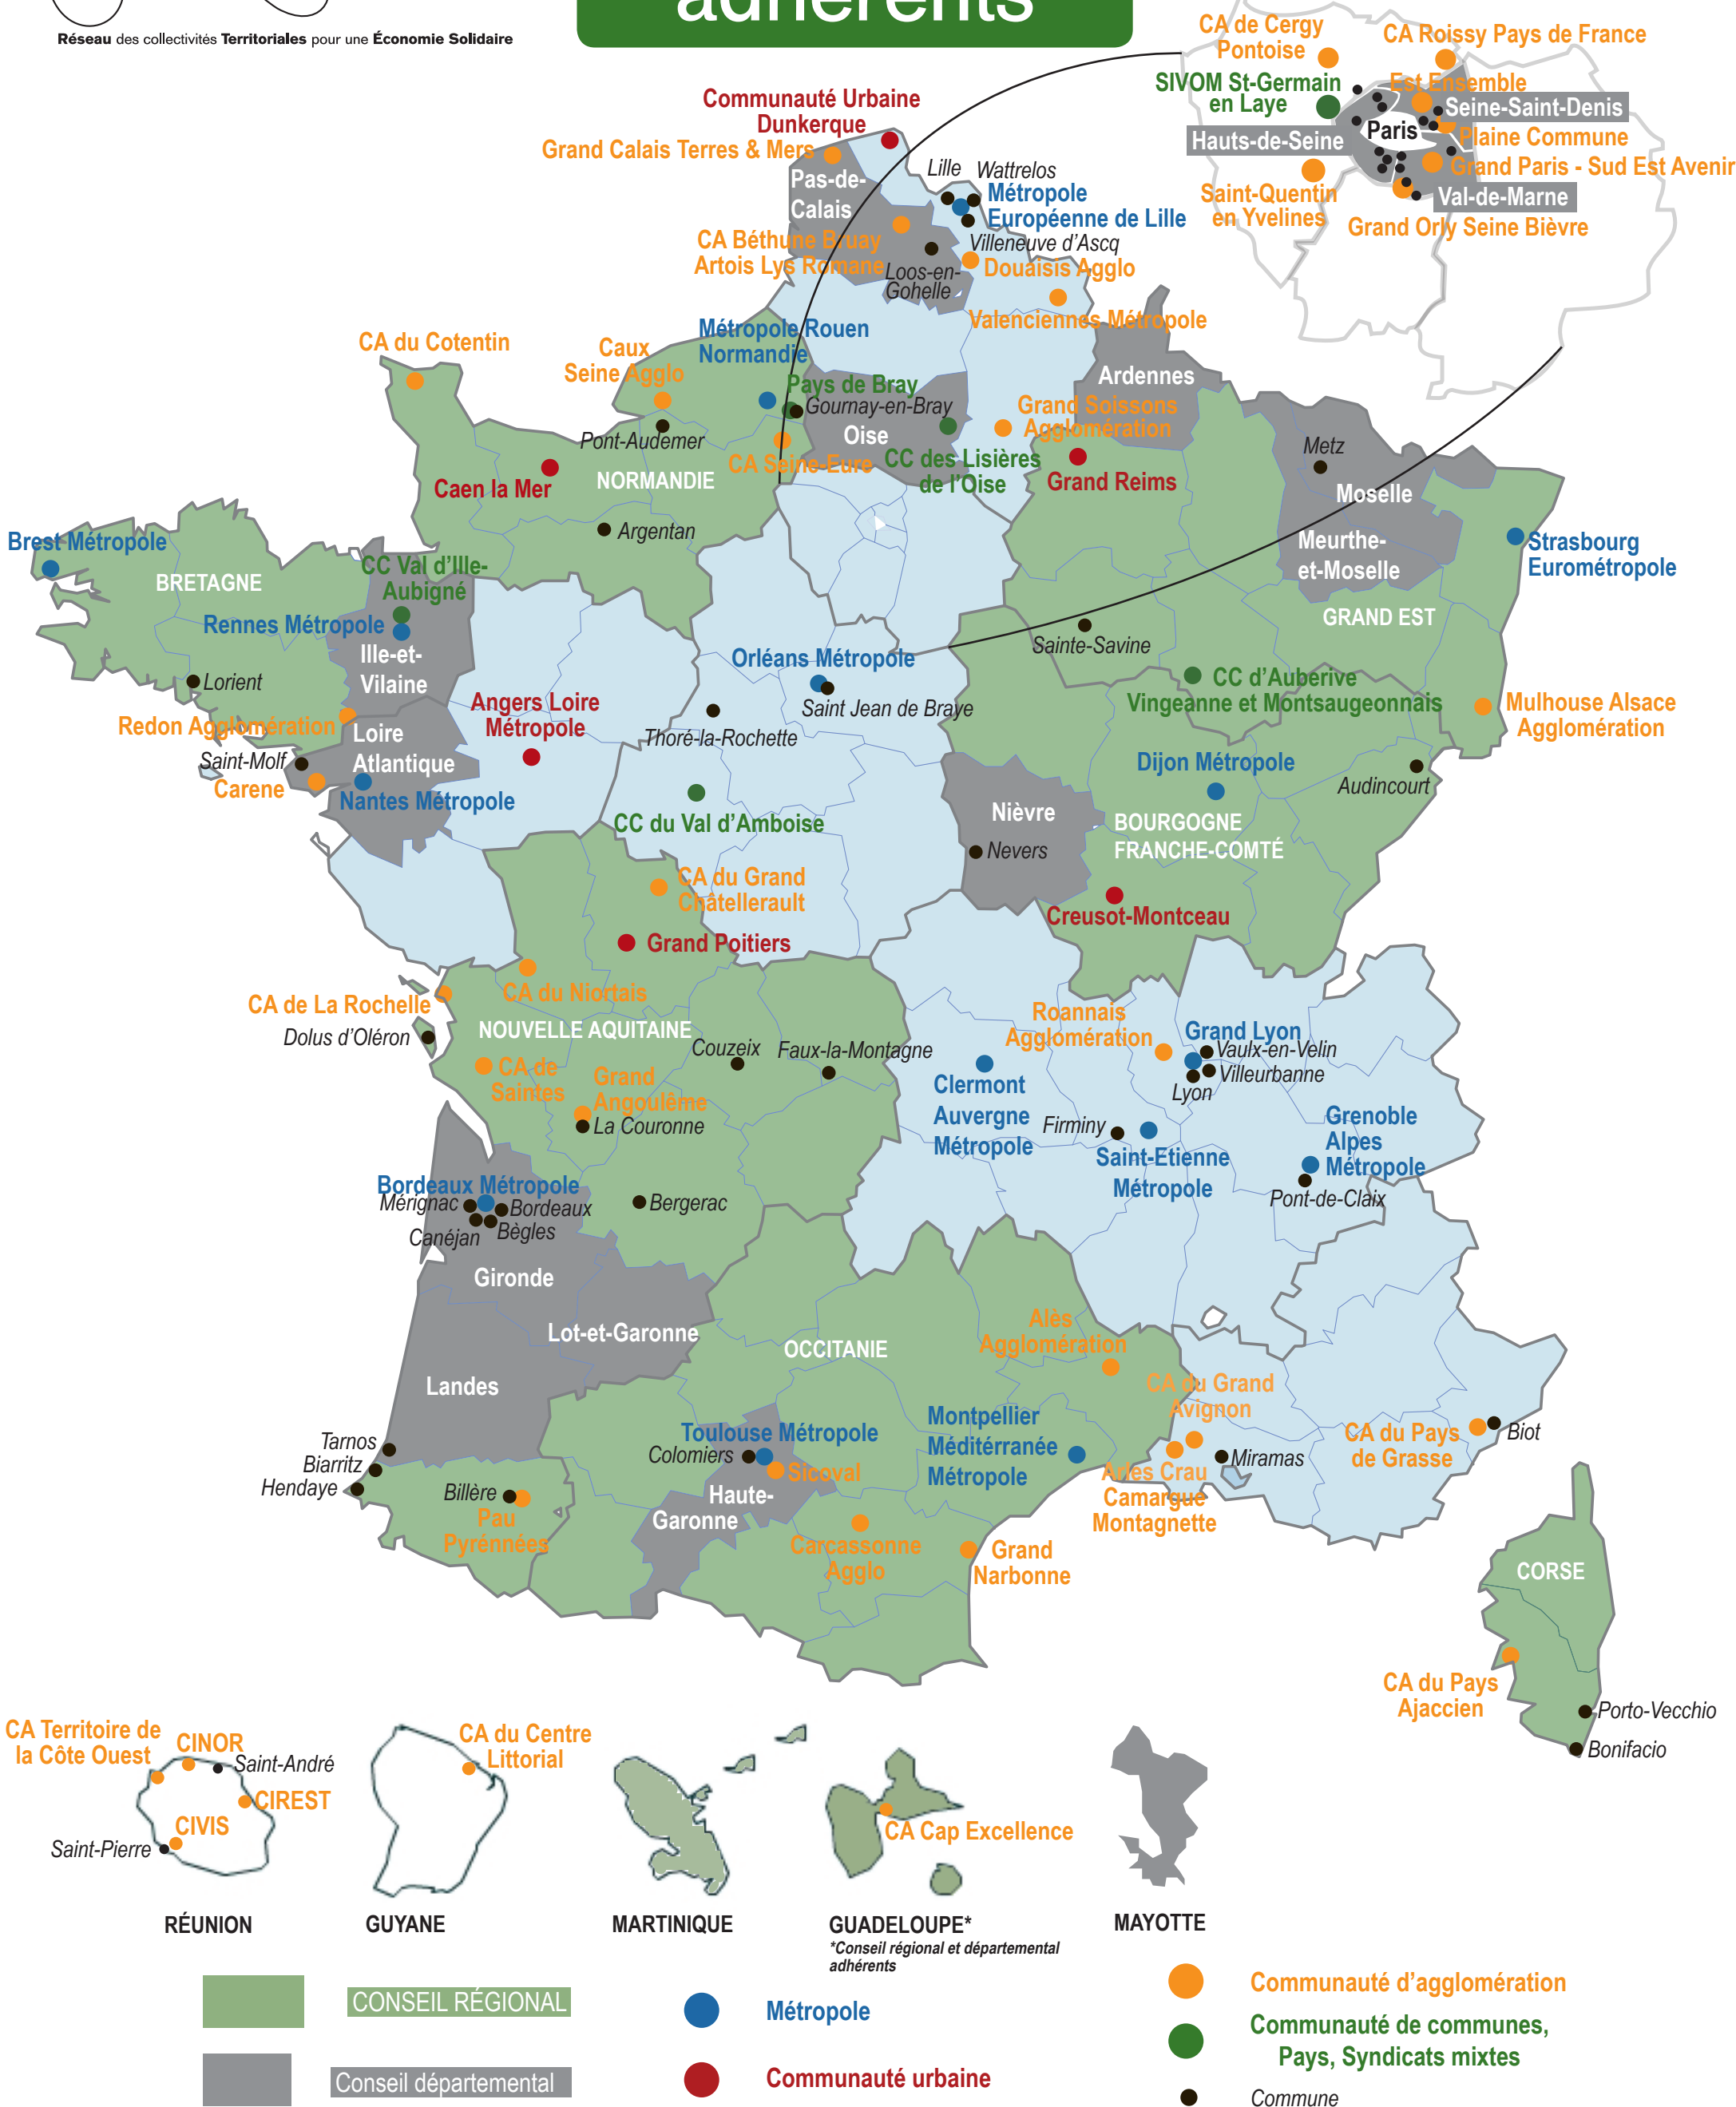 adhérents
Réseau des collectivités Territoriales pour une Économie Solidaire
CA de Cergy
Pontoise
CA Roissy Pays de France
SIVOM St-Germain
en Laye
Est Ensemble
Seine-Saint-Denis
Hauts-de-Seine
Paris
Plaine Commune
Grand Paris - Sud Est Avenir
Saint-Quentin
en Yvelines
Val-de-Marne
Grand Orly Seine Bièvre
Communauté Urbaine
Dunkerque
Grand Calais Terres & Mers
Pas-de-
Calais
Lille
Wattrelos
Métropole
Européenne de Lille
CA Béthune Bruay
Artois Lys Romane
Villeneuve d’Ascq
Loos-en-
Gohelle
Douaisis Agglo
Valenciennes Métropole
CA du Cotentin
Caux
Seine Agglo
Métropole Rouen
Normandie
Pays de Bray
Gournay-en-Bray
Oise
Ardennes
Grand Soissons
Agglomération
Pont-Audemer
CA Seine-Eure
CC des Lisières
de l’Oise
Grand Reims
Metz
Moselle
Caen la Mer
NORMANDIE
Argentan
Meurthe-
et-Moselle
Strasbourg
Eurométropole
Brest Métropole
BRETAGNE
CC Val d’Ille-
Aubigné
Rennes Métropole
Ille-et-
Vilaine
GRAND EST
Sainte-Savine
Lorient
Orléans Métropole
Saint Jean de Braye
CC d’Auberive
Vingeanne et Montsaugeonnais
Mulhouse Alsace
Agglomération
Redon Agglomération
Angers Loire
Métropole
Thoré-la-Rochette
Loire
Atlantique
Saint-Molf
Carene
Nantes Métropole
Dijon Métropole
Audincourt
CC du Val d’Amboise
Nièvre
Nevers
BOURGOGNE
FRANCHE-COMTÉ
CA du Grand
Châtellerault
Creusot-Montceau
Grand Poitiers
CA du Niortais
CA de La Rochelle
Dolus d’Oléron
NOUVELLE AQUITAINE
Couzeix
Faux-la-Montagne
Roannais
Agglomération
Grand Lyon
Vaulx-en-Velin
Villeurbanne
Lyon
CA de
Saintes
Grand
Angoulême
La Couronne
Clermont
Auvergne
Métropole
Firminy
Saint-Etienne
Métropole
Grenoble
Alpes
Métropole
Pont-de-Claix
Bordeaux Métropole
Mérignac
Bordeaux
Canéjan
Bègles
Bergerac
Gironde
Lot-et-Garonne
Landes
OCCITANIE
Alès
Agglomération
CA du Grand
Avignon
Tarnos
Biarritz
Hendaye
Toulouse Métropole
Colomiers
Sicoval
Montpellier
Méditérranée
Métropole
Miramas
Arles Crau
Camargue
Montagnette
CA du Pays
de Grasse
Biot
Billère
Pau
Pyrénnées
Haute-
Garonne
Carcassonne
Agglo
Grand
Narbonne
CORSE
CA du Pays
Ajaccien
Porto-Vecchio
Bonifacio
CA Territoire de
la Côte Ouest
CINOR
Saint-André
CIREST
CIVIS
Saint-Pierre
CA du Centre
Littorial
CA Cap Excellence
RÉUNION
GUYANE
MARTINIQUE
GUADELOUPE*
*Conseil régional et départemental
adhérents
MAYOTTE
CONSEIL RÉGIONAL
Conseil départemental
Métropole
Communauté urbaine
Communauté d’agglomération
Communauté de communes,
Pays, Syndicats mixtes
Commune